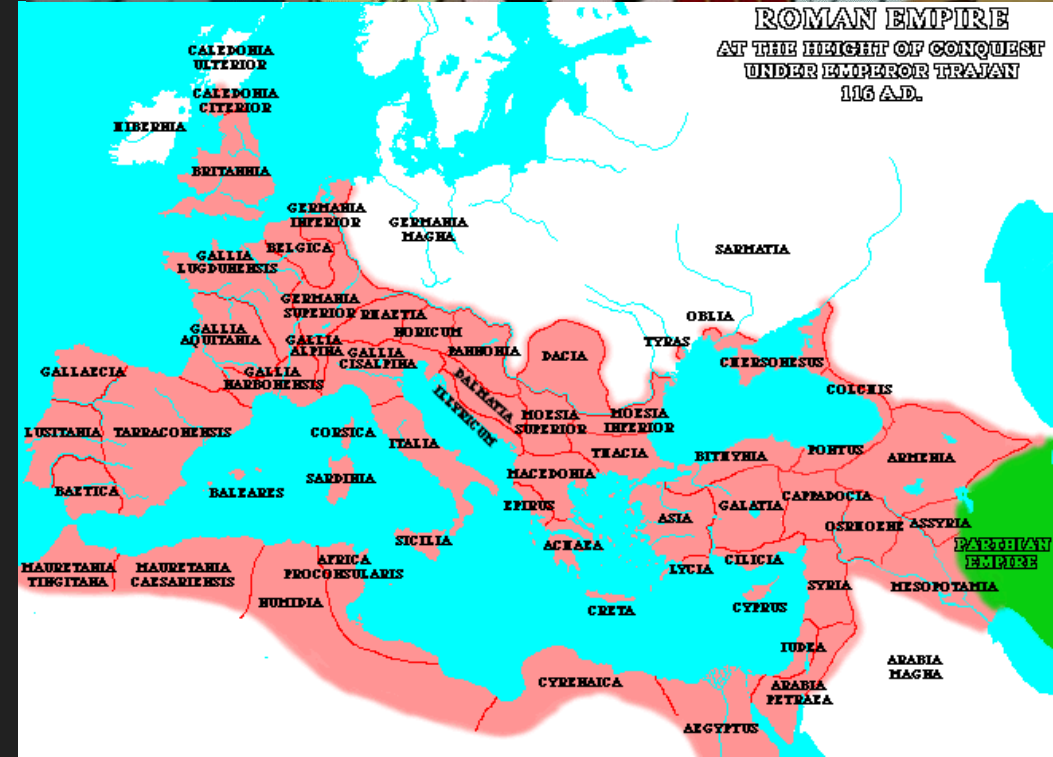 ROMAN EMPIRE
AT THE HEIGHT OF CONQUEST
UNDER EMPEROR TRAJAN
116 A.D.
CALEDONIA
ULTERIOR
CALEDONIA
CITERIOR
HIBERNIA
BRITANNIA
GERMANIA
INFERIOR
GERMANIA
MAGNA
BELGICA
SARMATIA
GALLIA
LUGDUNENSIS
GERMANIA
SUPERIOR
RHAETIA
NORICUM
OBLIA
GALLIA
AQUITANIA
GALLIA
ALPINA
GALLIA
CISALPINA
PANNONIA
DACIA
TYRAS
CHERSONESUS
GALLAECIA
GALLIA
NARBONENSIS
DALMATIA
ILLYRICUM
COLCHIS
MOESIA
SUPERIOR
MOESIA
INFERIOR
LUSITANIA
TARRACONENSIS
CORSICA
ITALIA
THACIA
BITHYNIA
PONTUS
ARMENIA
BAETICA
BALEARES
SARDINIA
MACEDONIA
EPIRUS
ASIA
GALATIA
CAPPADOCIA
OSRHOENE
ASSYRIA
SICILIA
ACHAEA
PARTHIAN
EMPIRE
MAURETANIA
TINGITANA
MAURETANIA
CAESARIENSIS
AFRICA
PROCONSULARIS
LYCIA
CILICIA
SYRIA
MESOPOTAMIA
NUMIDIA
CRETA
CYPRUS
IUDEA
ARABIA
MAGNA
CYRENAICA
ARABIA
PETRAEA
AEGYPTUS